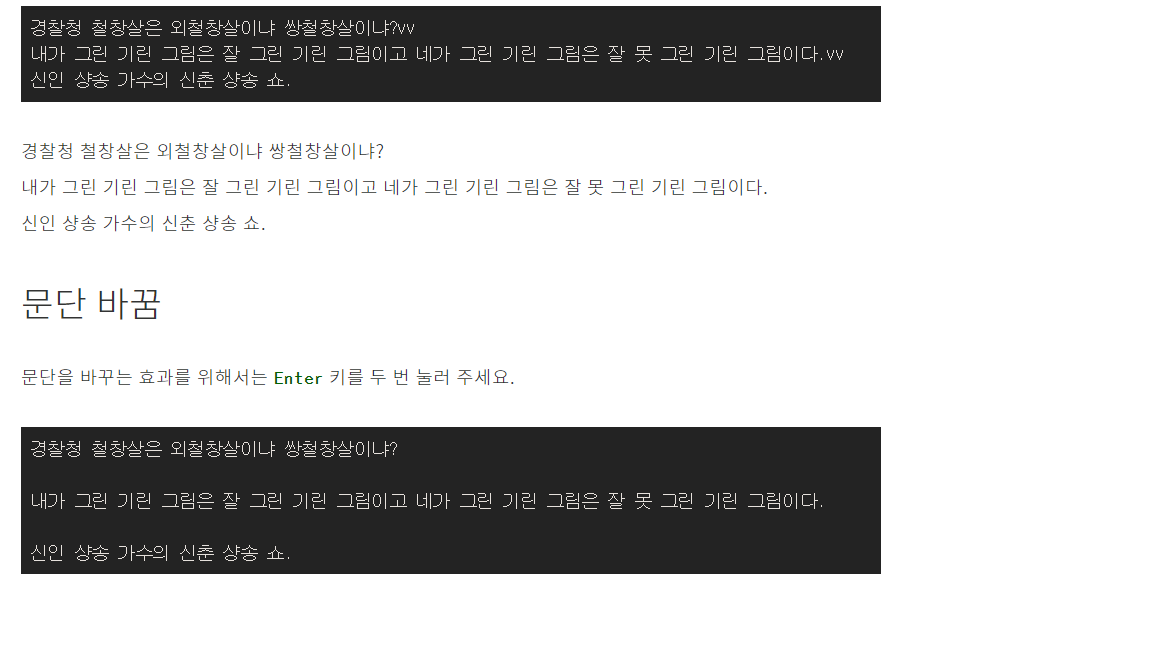 경찰청 철창살은 외철창살이냐 쌍철창살이냐?vv
내가 그린 기린 그림은 잘 그린 기린 그림이고 네가 그린 기린 그림은 잘 못 그린 기린 그림이다.vv
신인 샹송 가수의 신춘 샹송 쇼.
경찰청 철창살은 외철창살이냐 쌍철창살이냐?
내가 그린 기린 그림은 잘 그린 기린 그림이고 네가 그린 기린 그림은 잘 못 그린 기린 그림이다.
신인 샹송 가수의 신춘 샹송 쇼.
문단 바꿈
문단을 바꾸는 효과를 위해서는 Enter 키를 두 번 눌러 주세요.
경찰청 철창살은 외철창살이냐 쌍철창살이냐?
내가 그린 기린 그림은 잘 그린 기린 그림이고 네가 그린 기린 그림은 잘 못 그린 기린 그림이다.
신인 샹송 가수의 신춘 샹송 쇼.